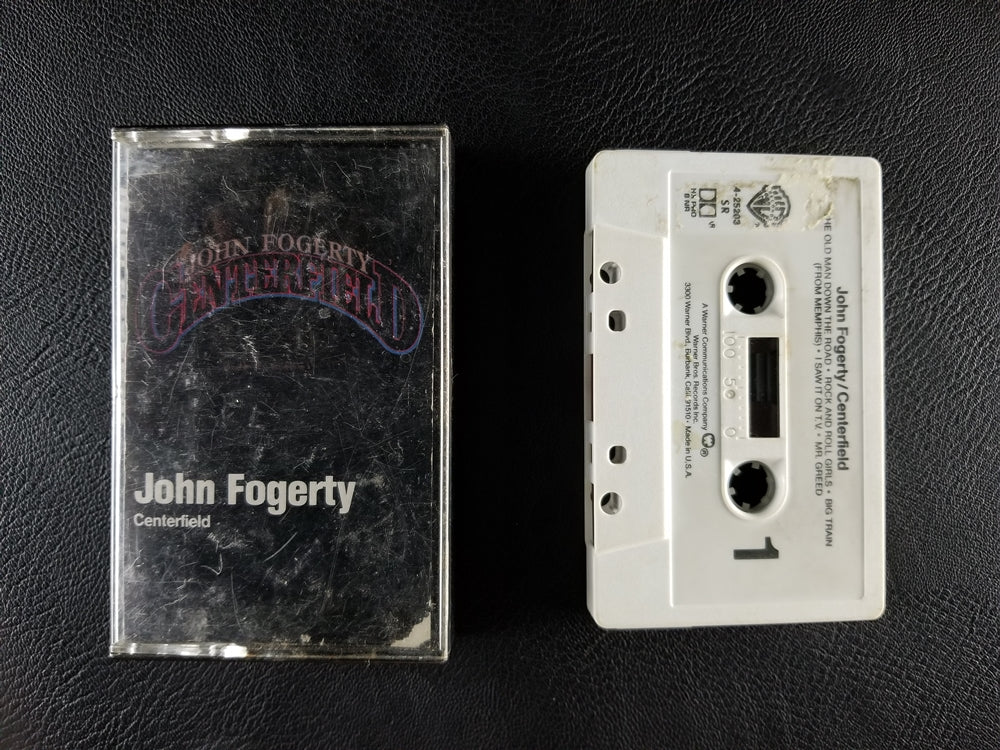 JOHN FOGERTY
CENTERFIELD
John Fogerty
Centerfield
John Fogerty/Centerfield
HE OLD MAN DOWN THE ROAD • ROCK AND ROLL GIRLS • BIG TRAIN
(FROM MEMPHIS) • I SAW IT ON T.V. • MR. GREED
4-25203
SR
B NR
100 50 0
1
A Warner Communications Company
Warner Bros. Records Inc.
3300 Warner Blvd., Burbank, Calif. 91510 • Made in U.S.A.